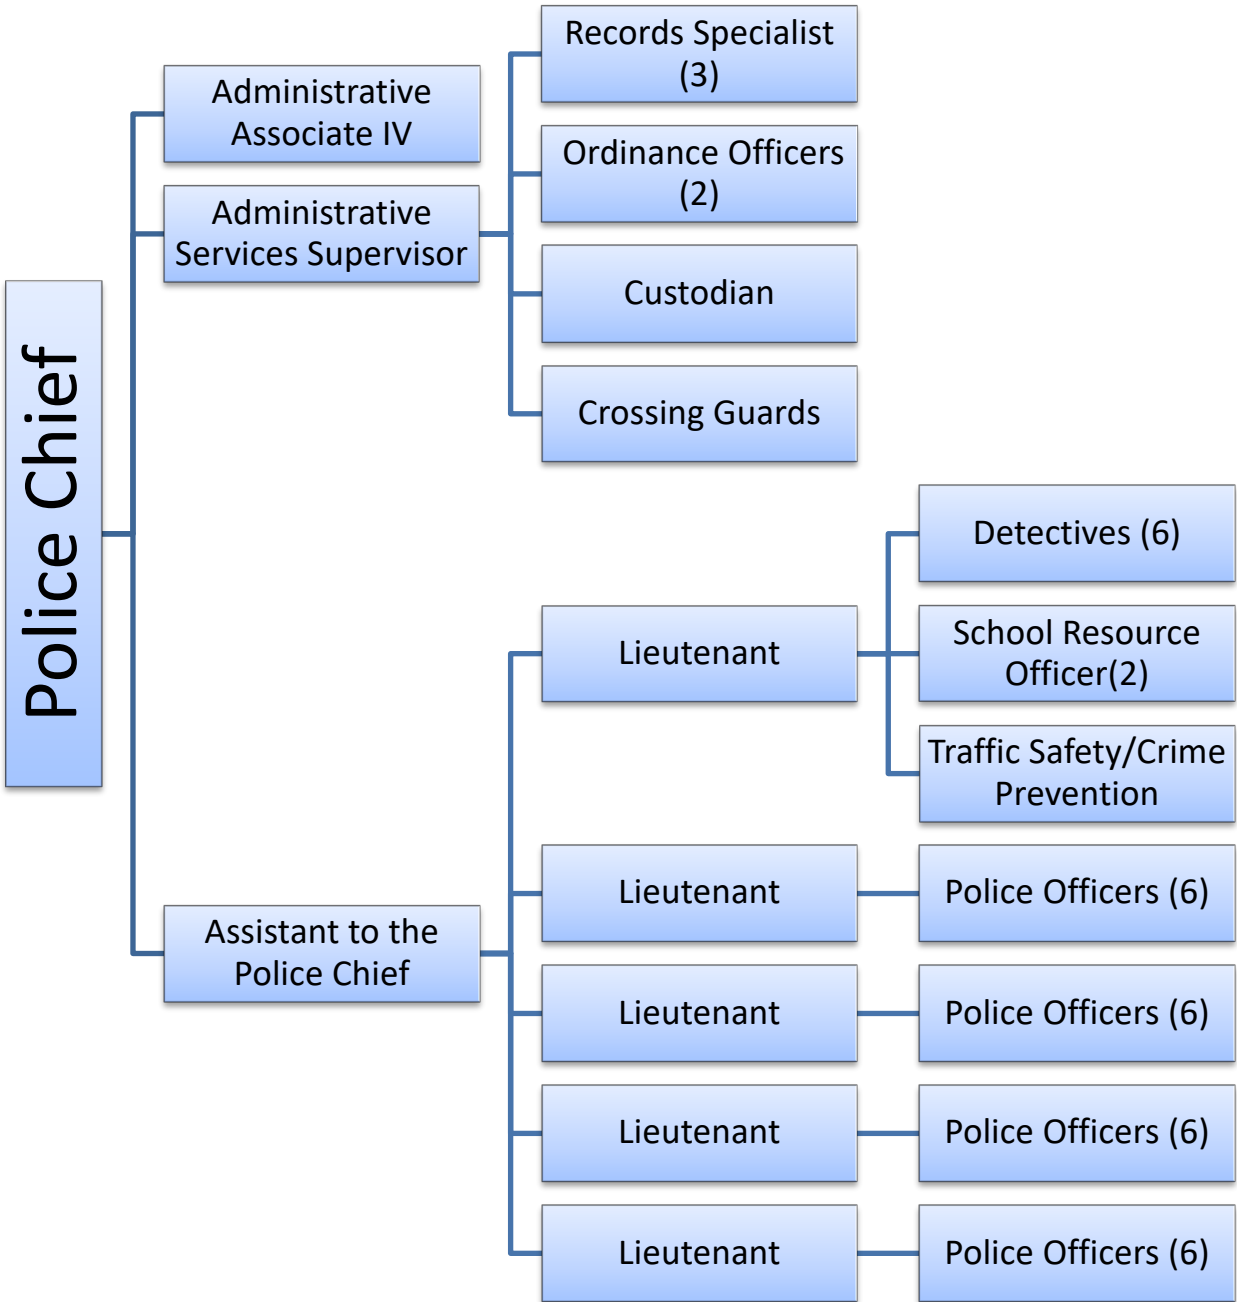 Police Chief
Administrative
Associate IV
Administrative
Services Supervisor
Records Specialist
(3)
Ordinance Officers
(2)
Custodian
Crossing Guards
Assistant to the
Police Chief
Lieutenant
Detectives (6)
School Resource
Officer(2)
Traffic Safety/Crime
Prevention
Lieutenant
Police Officers (6)
Lieutenant
Police Officers (6)
Lieutenant
Police Officers (6)
Lieutenant
Police Officers (6)